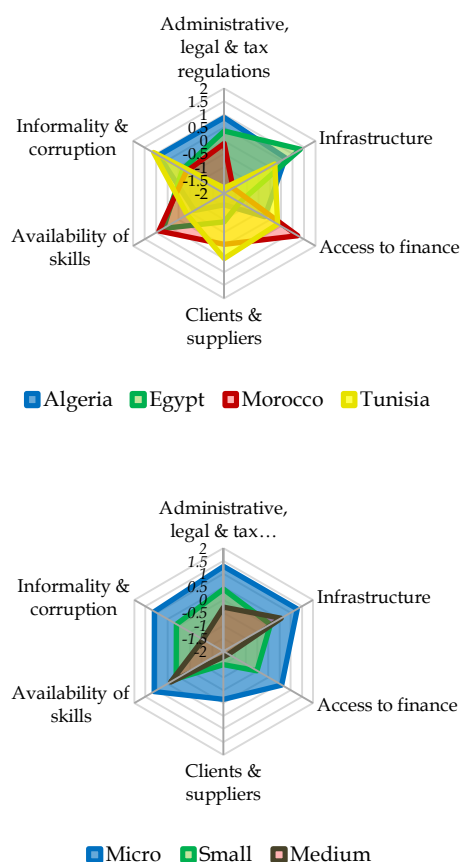 Administrative,
legal & tax
regulations
2
1.5
1
0.5
0
-0.5
-1
-1.5
-2
Informality &
corruption
Infrastructure
Availability of
skills
Access to finance
Clients &
suppliers
Algeria Egypt Morocco Tunisia
Administrative,
legal & tax…
2
1.5
1
0.5
0
-0.5
-1
-1.5
-2
Informality &
corruption
Infrastructure
Availability of
skills
Access to finance
Clients &
suppliers
Micro Small Medium